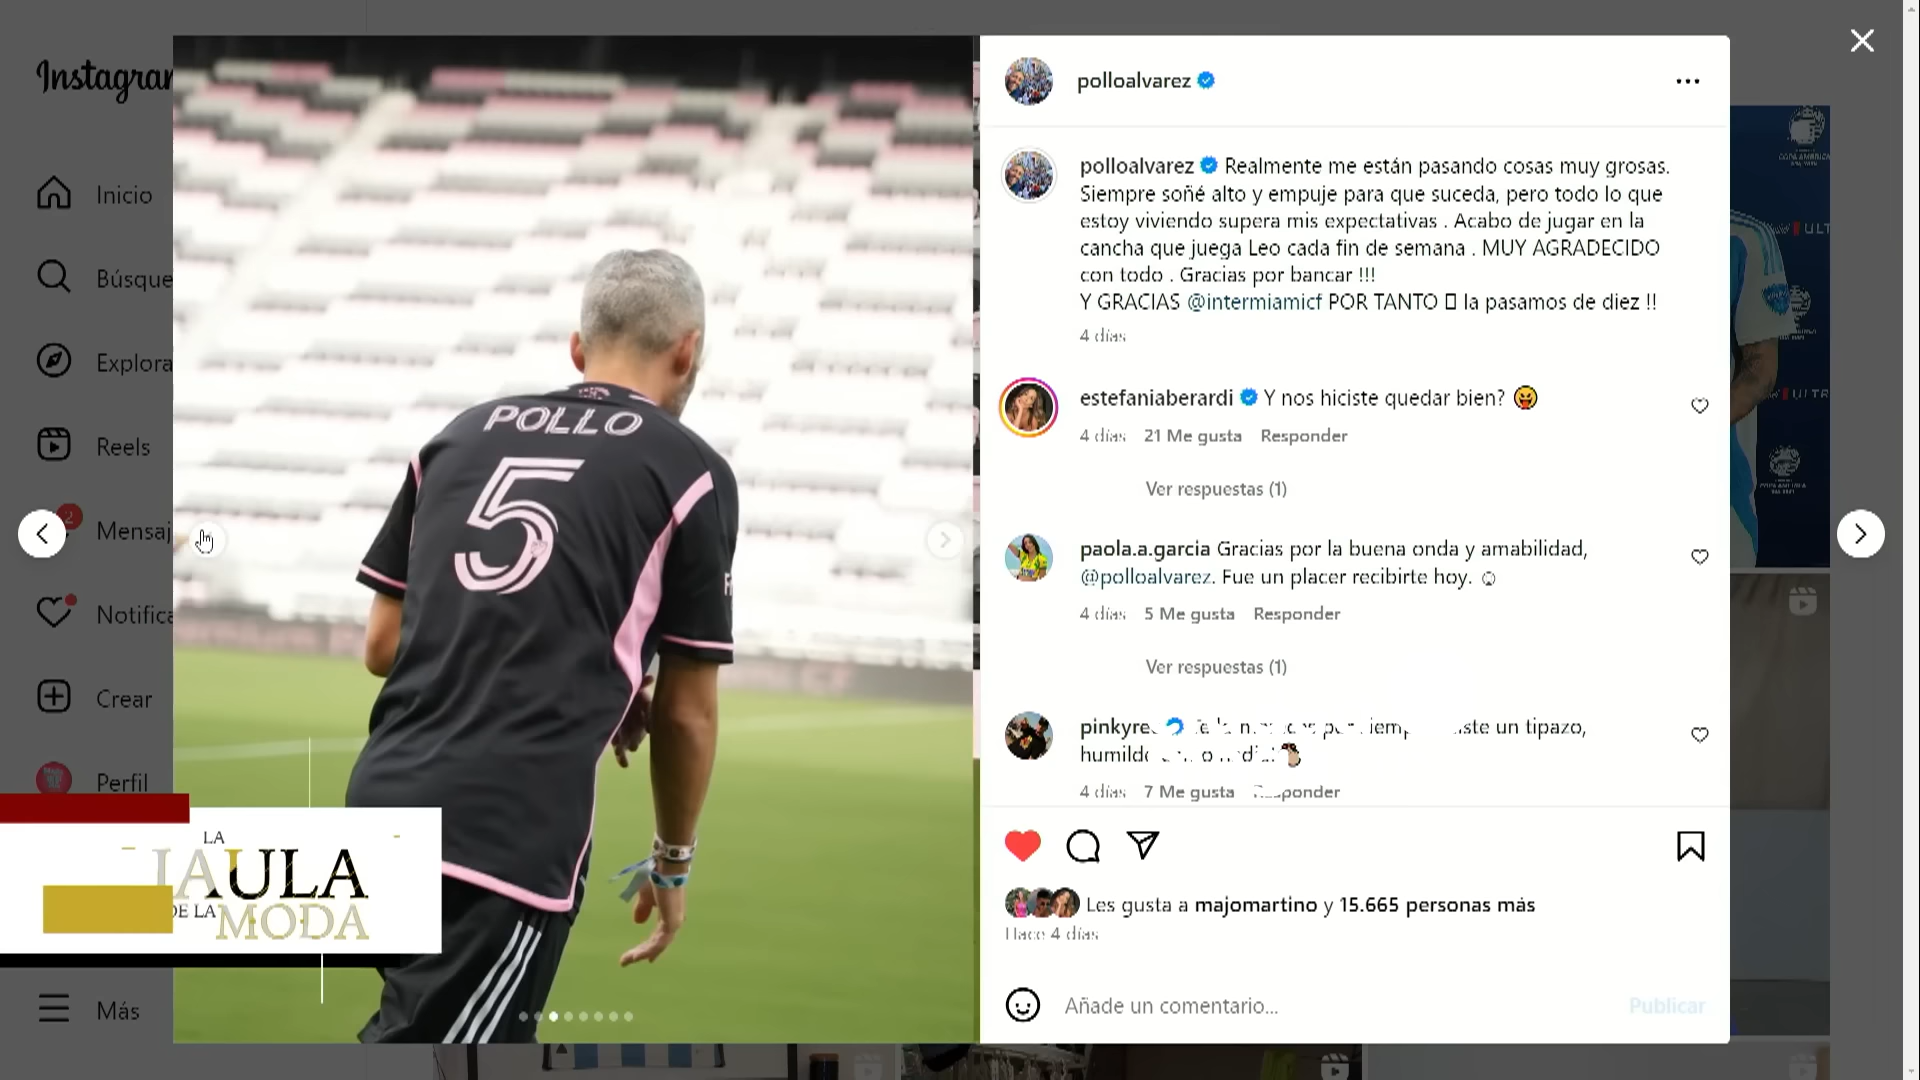 Instagram
Inicio
Búsque
Explora
Reels
2
Mensaj
Notifica
Crear
Perfil
Más
POLLO
5
LA
JAULA
DE LA
MODA
polloalvarez
polloalvarez Realmente me están pasando cosas muy grosas.
Siempre soñé alto y empuje para que suceda, pero todo lo que
estoy viviendo supera mis expectativas . Acabo de jugar en la
cancha que juega Leo cada fin de semana . MUY AGRADECIDO
con todo . Gracias por bancar !!!
Y GRACIAS @intermiamicf POR TANTO la pasamos de diez !!
4 días
estefaniaberardi Y nos hiciste quedar bien? 😝
4 días 21 Me gusta Responder
Ver respuestas (1)
paola.a.garcia Gracias por la buena onda y amabilidad,
@polloalvarez. Fue un placer recibirte hoy. ☺
4 días 5 Me gusta Responder
Ver respuestas (1)
un tipazo,
4 días 7 Me gusta Responder
Les gusta a majomartino y 15.665 personas más
Hace 4 días
Añade un comentario...
Publicar
COPA AMERICA
ULT
ULTR